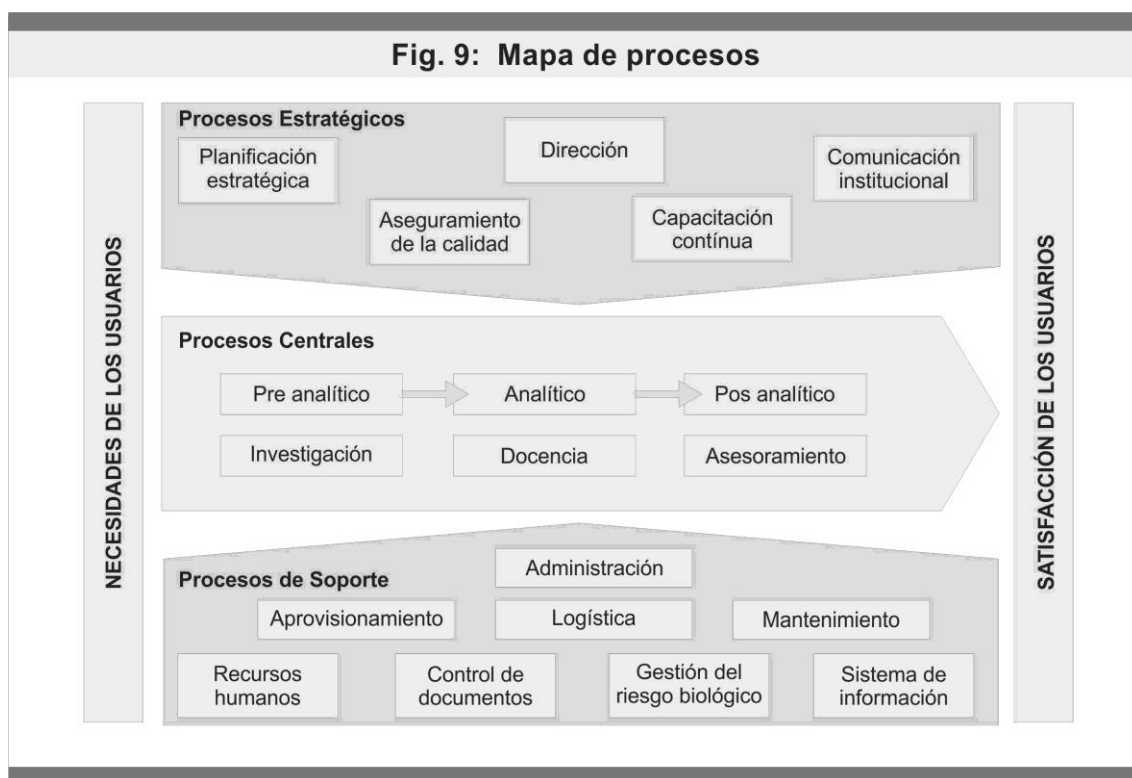 Fig. 9: Mapa de procesos
NECESIDADES DE LOS USUARIOS
Procesos Estratégicos
Planificación
estratégica
Dirección
Comunicación
institucional
Aseguramiento
de la calidad
Capacitación
contínua
Procesos Centrales
Pre analítico
Analítico
Pos analítico
Investigación
Docencia
Asesoramiento
Procesos de Soporte
Administración
Aprovisionamiento
Logística
Mantenimiento
Recursos
humanos
Control de
documentos
Gestión del
riesgo biológico
Sistema de
información
SATISFACCIÓN DE LOS USUARIOS